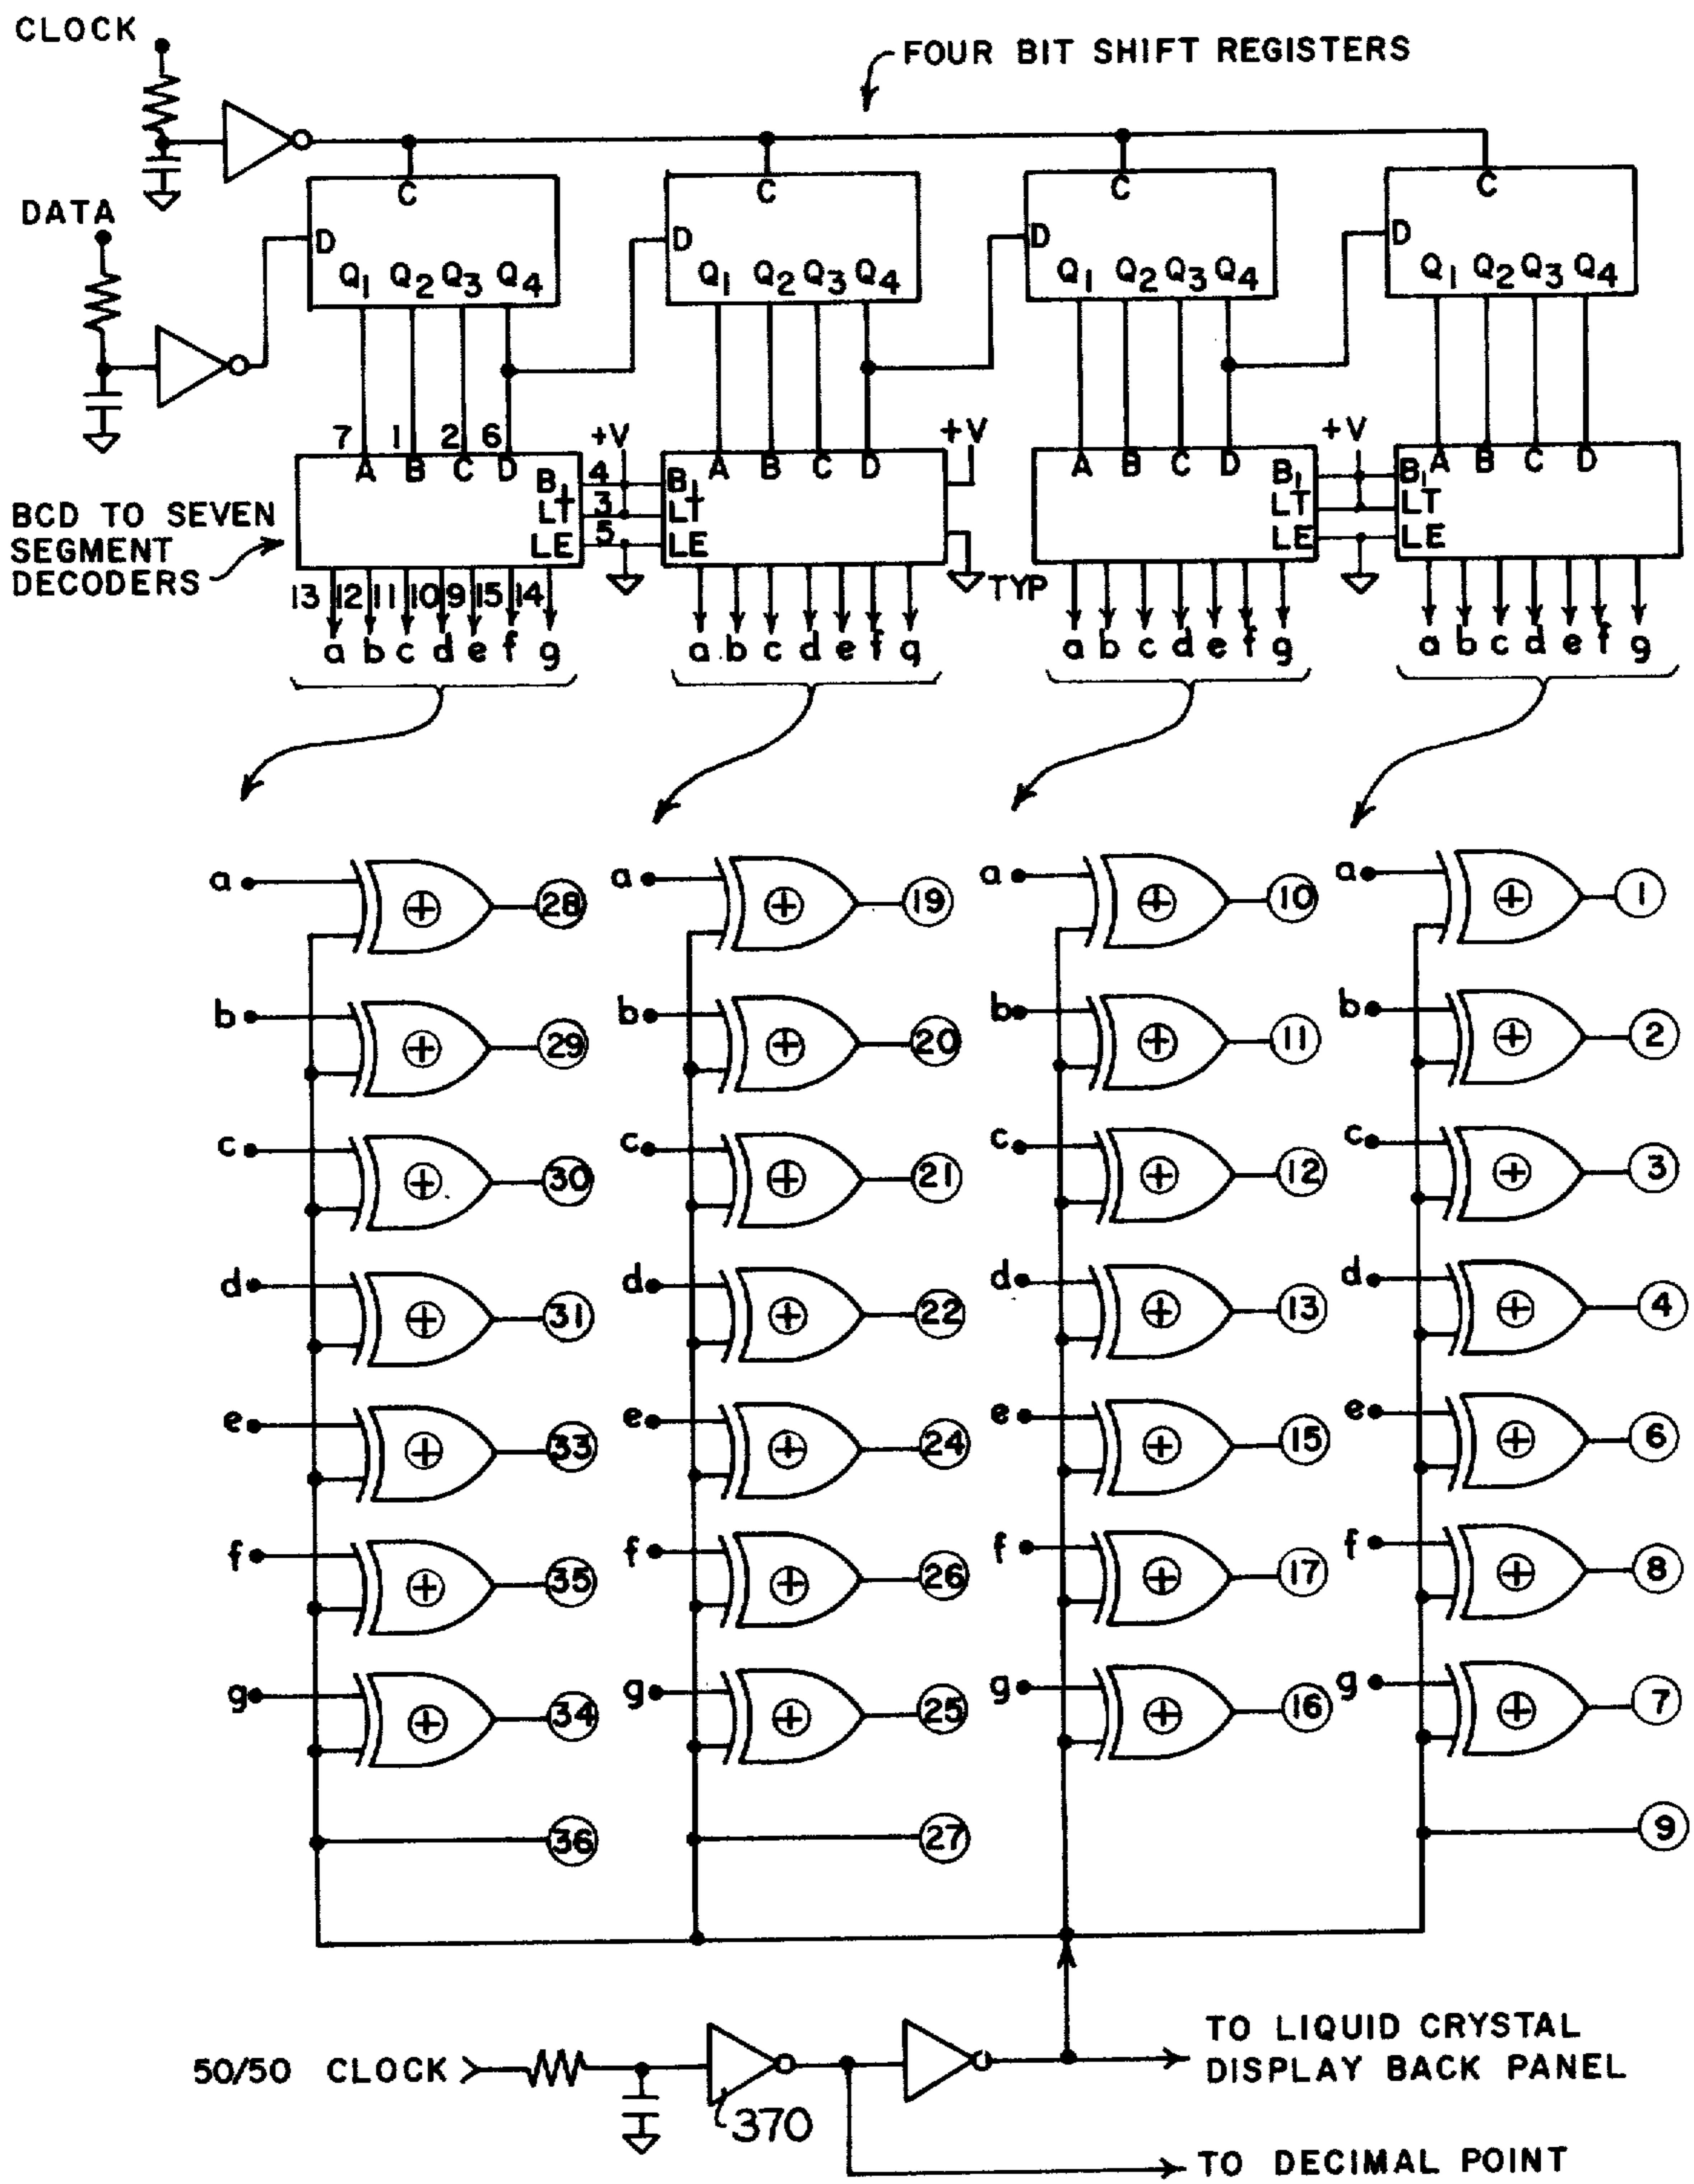 CLOCK
FOUR BIT SHIFT REGISTERS
DATA
C C C C
D D D D
Q1 Q2 Q3 Q4 Q1 Q2 Q3 Q4 Q1 Q2 Q3 Q4 Q1 Q2 Q3 Q4
7 1 2 6 +V +V +V
A B C D A B C D A B C D A B C D
BI 4 BI BI BI
LT 3 LT LT LT
LE 5 LE LE LE
BCD TO SEVEN
SEGMENT
DECODERS
TYP
13 12 11 10 9 15 14
a b c d e f g a b c d e f g a b c d e f g a b c d e f g
a 28 a 19 a 10 a 1
b 29 b 20 b 11 b 2
c 30 c 21 c 12 c 3
d 31 d 22 d 13 d 4
e 33 e 24 e 15 e 6
f 35 f 26 f 17 f 8
g 34 g 25 g 16 g 7
36 27 9
50/50 CLOCK
370
TO LIQUID CRYSTAL
DISPLAY BACK PANEL
TO DECIMAL POINT